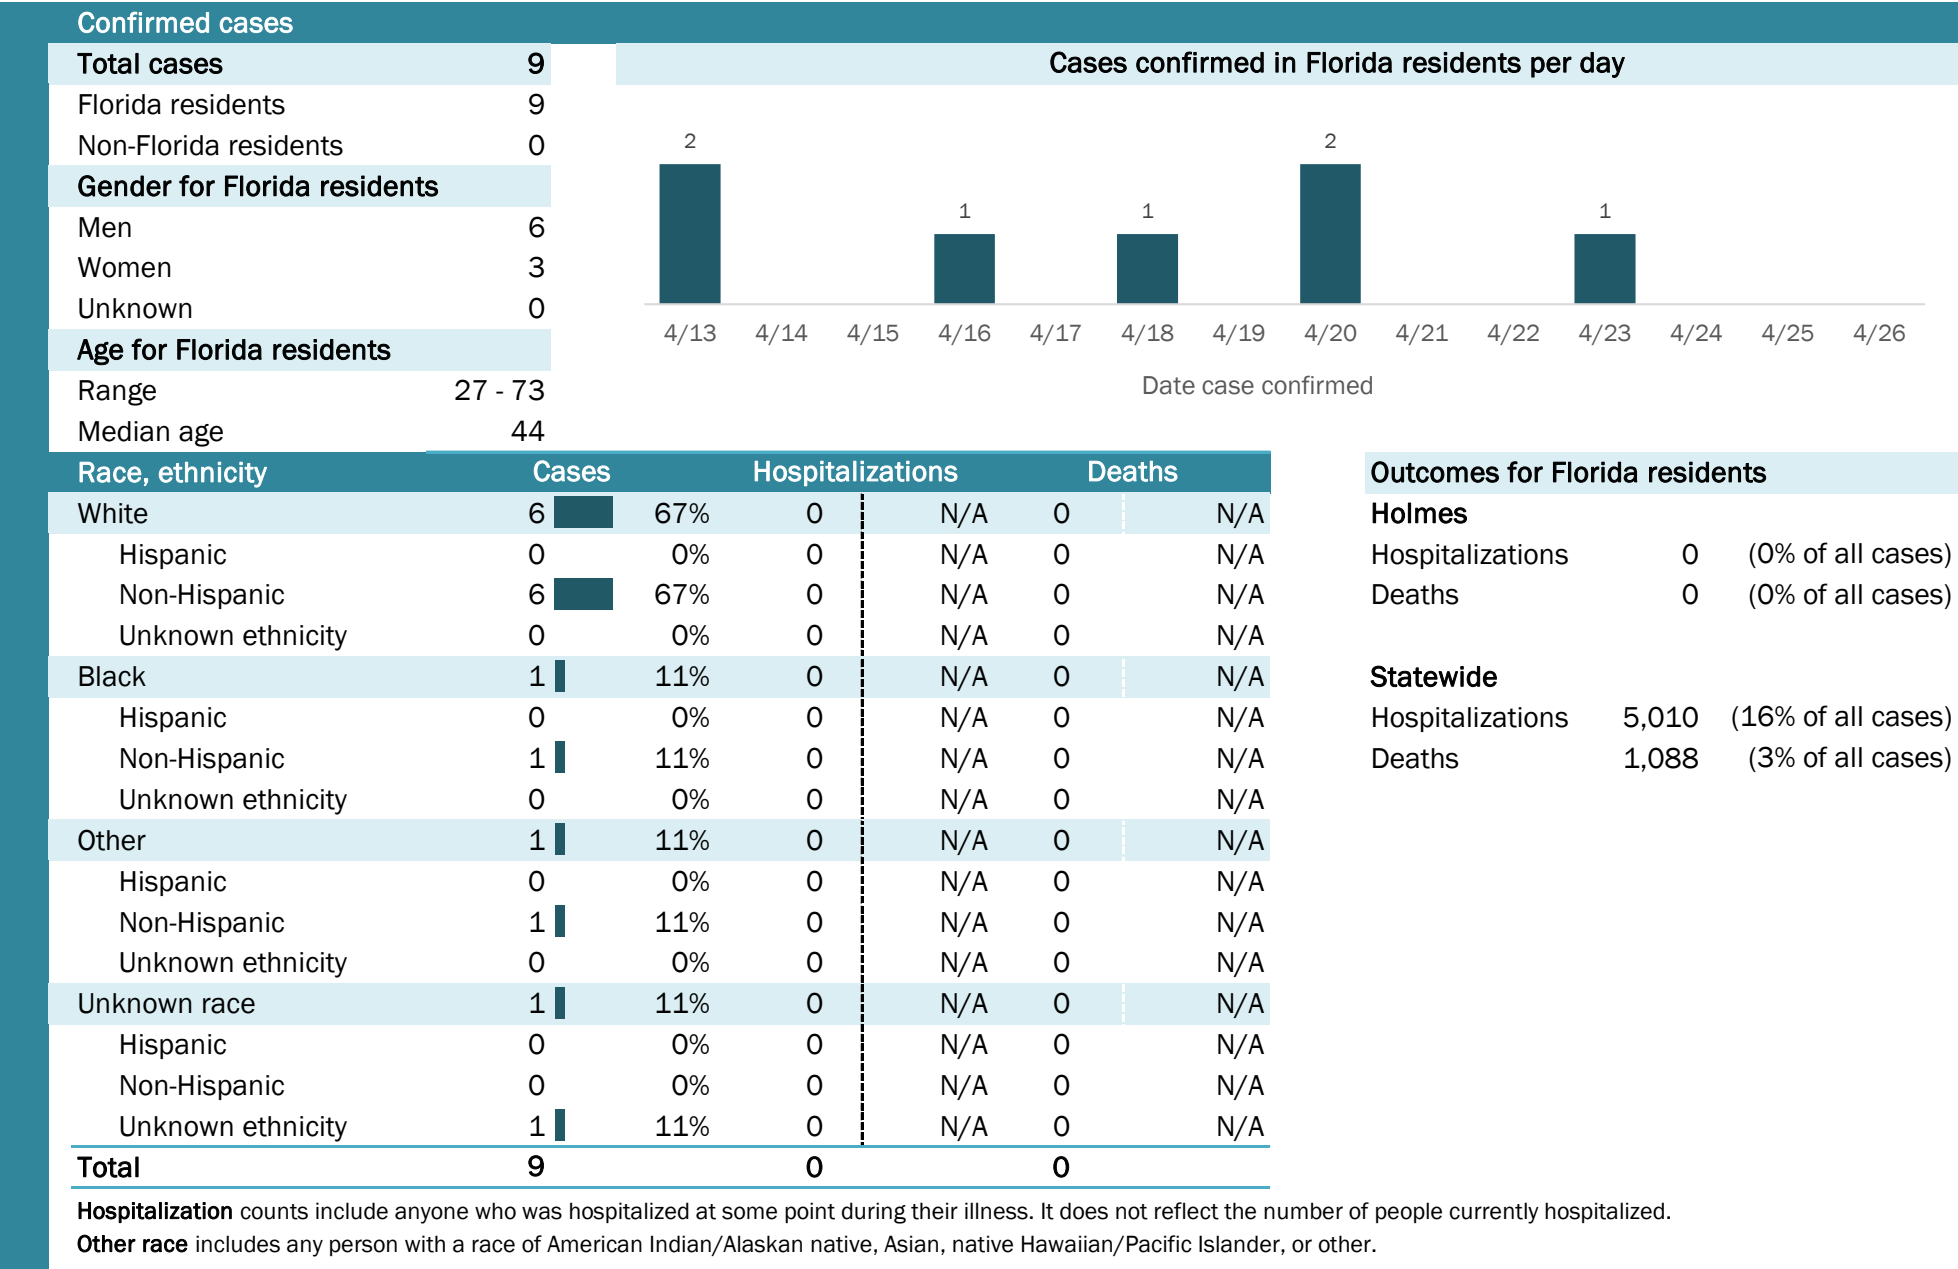 Confirmed cases
Total cases 9
Florida residents 9
Non-Florida residents 0
Gender for Florida residents
Men 6
Women 3
Unknown 0
Age for Florida residents
Range 27 - 73
Median age 44
Cases confirmed in Florida residents per day
2 1 1 2 1
4/13 4/14 4/15 4/16 4/17 4/18 4/19 4/20 4/21 4/22 4/23 4/24 4/25 4/26
Date case confirmed
Race, ethnicity Cases Hospitalizations Deaths
White 6 67% 0 N/A 0 N/A
Hispanic 0 0% 0 N/A 0 N/A
Non-Hispanic 6 67% 0 N/A 0 N/A
Unknown ethnicity 0 0% 0 N/A 0 N/A
Black 1 11% 0 N/A 0 N/A
Hispanic 0 0% 0 N/A 0 N/A
Non-Hispanic 1 11% 0 N/A 0 N/A
Unknown ethnicity 0 0% 0 N/A 0 N/A
Other 1 11% 0 N/A 0 N/A
Hispanic 0 0% 0 N/A 0 N/A
Non-Hispanic 1 11% 0 N/A 0 N/A
Unknown ethnicity 0 0% 0 N/A 0 N/A
Unknown race 1 11% 0 N/A 0 N/A
Hispanic 0 0% 0 N/A 0 N/A
Non-Hispanic 0 0% 0 N/A 0 N/A
Unknown ethnicity 1 11% 0 N/A 0 N/A
Total 9 0 0
Outcomes for Florida residents
Holmes
Hospitalizations 0 (0% of all cases)
Deaths 0 (0% of all cases)
Statewide
Hospitalizations 5,010 (16% of all cases)
Deaths 1,088 (3% of all cases)
Hospitalization counts include anyone who was hospitalized at some point during their illness. It does not reflect the number of people currently hospitalized.
Other race includes any person with a race of American Indian/Alaskan native, Asian, native Hawaiian/Pacific Islander, or other.